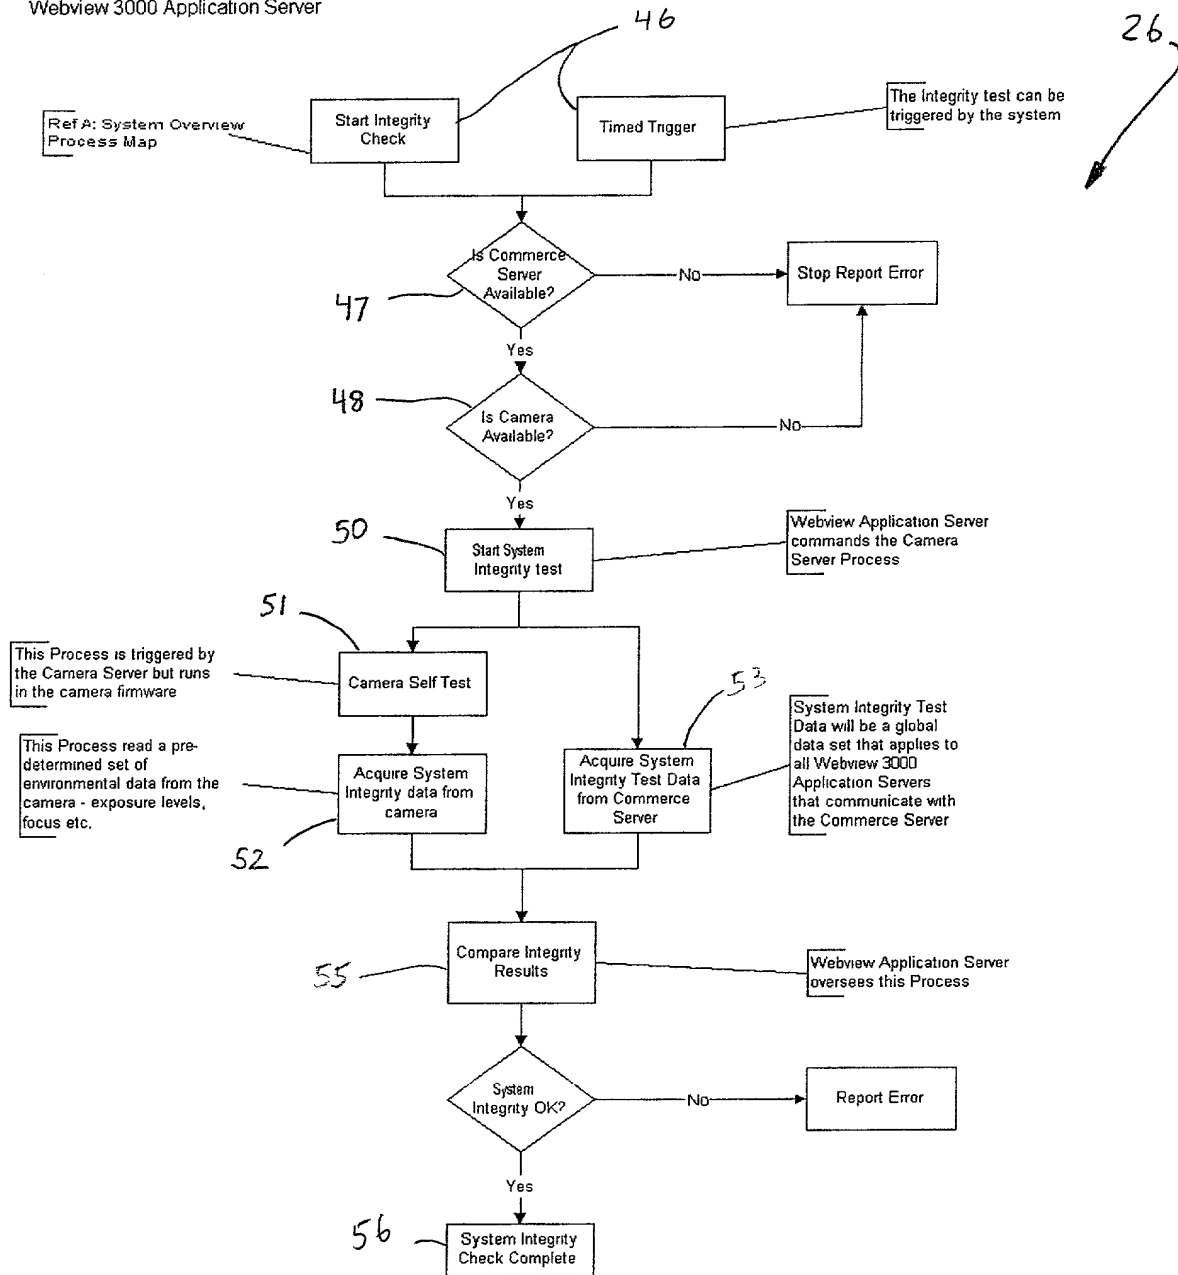 Webview 3000 Application Server
46
26
Ref A: System Overview
Process Map
Start Integrity
Check
Timed Trigger
The Integrity test can be
triggered by the system
Is Commerce
Server
Available?
No
Stop Report Error
47
Yes
48
Is Camera
Available?
No
Yes
50
Start System
Integrity test
Webview Application Server
commands the Camera
Server Process
51
This Process is triggered by
the Camera Server but runs
in the camera firmware
Camera Self Test
53
System Integrity Test
Data will be a global
data set that applies to
all Webview 3000
Application Servers
that communicate with
the Commerce Server
This Process read a pre-
determined set of
environmental data from the
camera - exposure levels,
focus etc.
Acquire System
Integrity data from
camera
Acquire System
Integrity Test Data
from Commerce
Server
52
Compare Integrity
Results
55
Webview Application Server
oversees this Process
System
Integrity OK?
No
Report Error
Yes
56
System Integrity
Check Complete